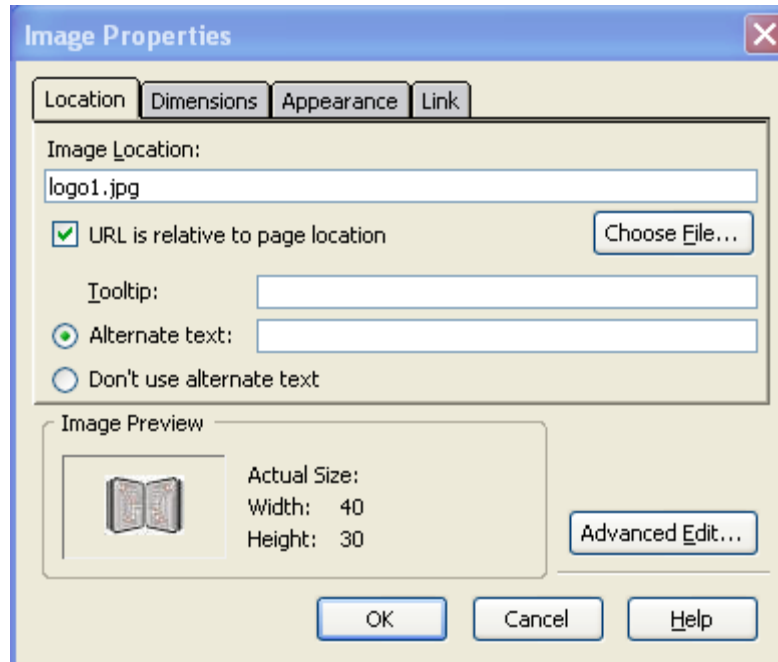 Image Properties
Location Dimensions Appearance Link
Image Location:
logo1.jpg
URL is relative to page location Choose File...
Tooltip:
Alternate text:
Don't use alternate text
Image Preview
Actual Size:
Width: 40
Height: 30
Advanced Edit...
OK Cancel Help